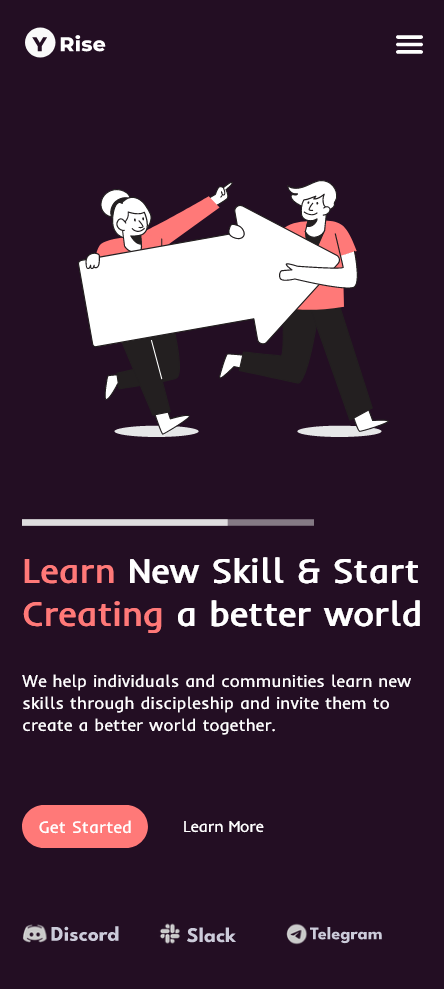 Y Rise
Learn New Skill & Start
Creating a better world
We help individuals and communities learn new
skills through discipleship and invite them to
create a better world together.
Get Started Learn More
Discord Slack Telegram